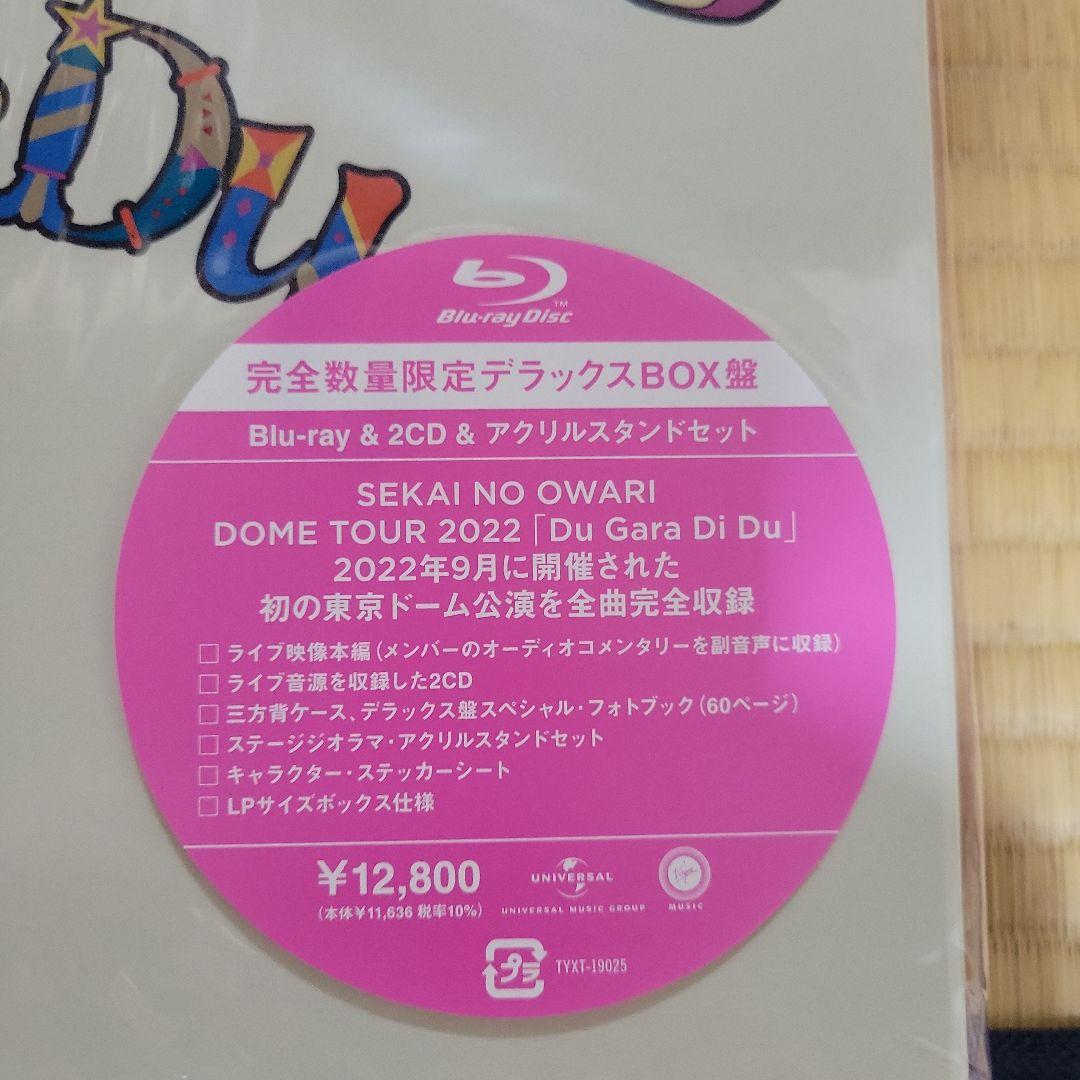 Du
Blu-ray Disc™
完全数量限定デラックスBOX盤
Blu-ray & 2CD & アクリルスタンドセット
SEKAI NO OWARI
DOME TOUR 2022「Du Gara Di Du」
2022年9月に開催された
初の東京ドーム公演を全曲完全収録
□ ライブ映像本編(メンバーのオーディオコメンタリーを副音声に収録)
□ ライブ音源を収録した2CD
□ 三方背ケース、デラックス盤スペシャル・フォトブック(60ページ)
□ ステージジオラマ・アクリルスタンドセット
□ キャラクター・ステッカーシート
□ LPサイズボックス仕様
¥12,800
(本体¥11,636 税率10%)
UNIVERSAL
UNIVERSAL MUSIC GROUP
Virgin
MUSIC
プラ
TYXT-19025